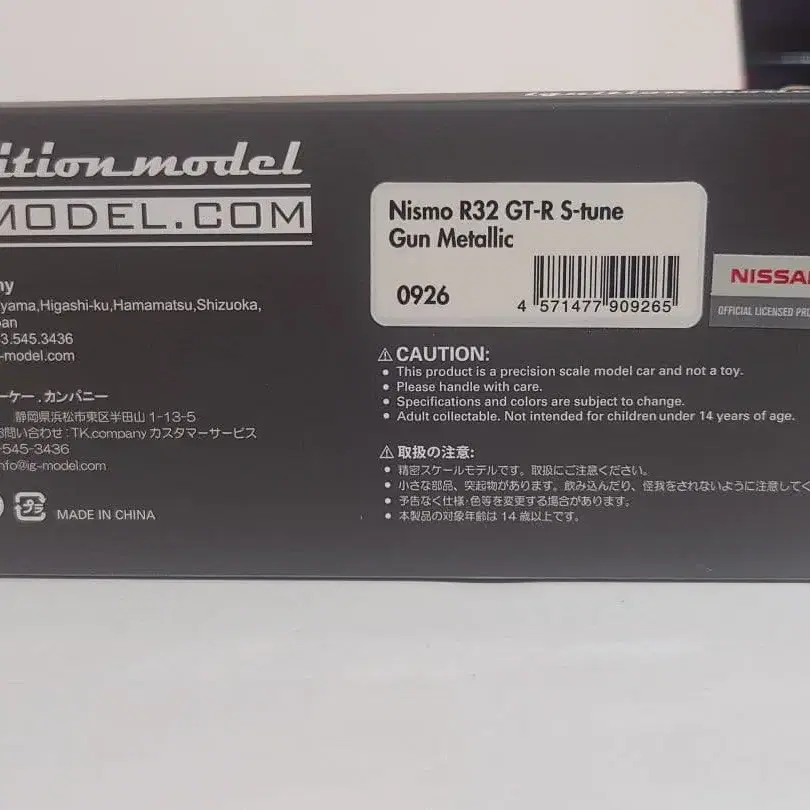 ition model
MODEL.COM
ny
yama,Higashi-ku,Hamamatsu,Shizuoka,
pan
3.545.3436
-model.com
ーケー.カンパニー
静岡県浜松市東区半田山 1-13-5
問い合わせ：TK.company カスタマーサービス
-545-3436
nfo@ig-model.com
プラ
MADE IN CHINA
Nismo R32 GT-R S-tune
Gun Metallic
0926
4 571477 909265
NISSAN
OFFICIAL LICENSED PRO
⚠ CAUTION:
● This product is a precision scale model car and not a toy.
● Please handle with care.
● Specifications and colors are subject to change.
● Adult collectable. Not intended for children under 14 years of age.
⚠ 取扱の注意:
● 精密スケールモデルです。取扱にご注意ください。
● 小さな部品、突起物があります。飲み込んだり、怪我をされないように注意してく
● 予告なく仕様・色等を変更する場合があります。
● 本製品の対象年齢は 14 歳以上です。